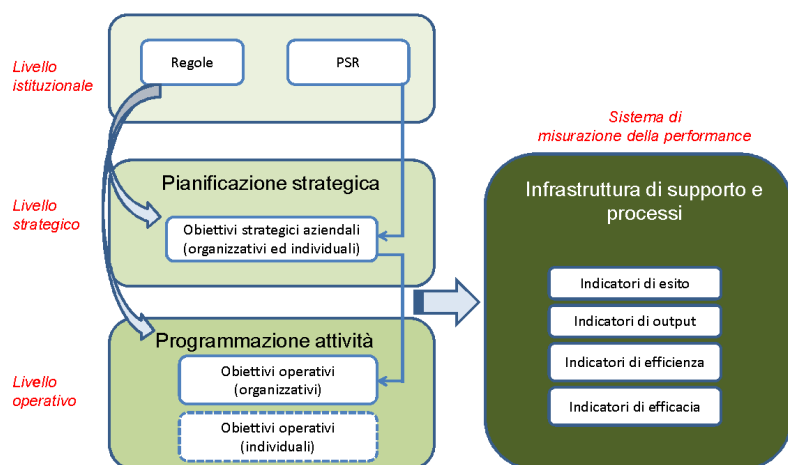 Livello
istituzionale
Regole
PSR
Livello
strategico
Pianificazione strategica
Obiettivi strategici aziendali
(organizzativi ed individuali)
Livello
operativo
Programmazione attività
Obiettivi operativi
(organizzativi)
Obiettivi operativi
(individuali)
Sistema di
misurazione della performance
Infrastruttura di supporto e
processi
Indicatori di esito
Indicatori di output
Indicatori di efficienza
Indicatori di efficacia